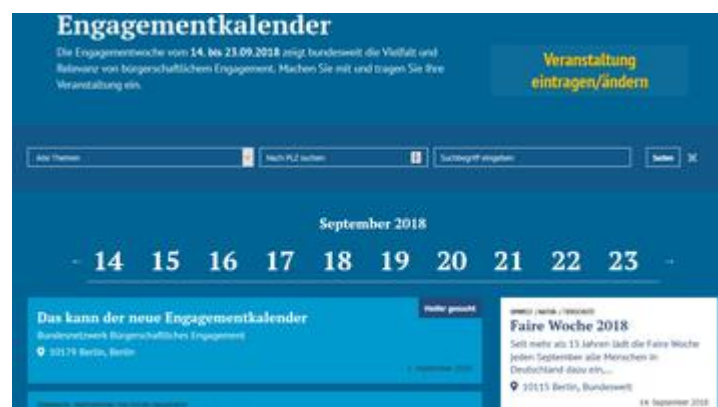 Engagementkalender
Die Engagementwoche vom 14. bis 23.09.2018 zeigt bundesweit die Vielfalt und
Relevanz von bürgerschaftlichem Engagement. Machen Sie mit und tragen Sie Ihre
Veranstaltung ein.
Veranstaltung
eintragen/ändern
Alle Themen
Nach PLZ suchen
Suchbegriff eingeben
September 2018
14 15 16 17 18 19 20 21 22 23
Helfer gesucht
Das kann der neue Engagementkalender
Bundesnetzwerk Bürgerschaftliches Engagement
10179 Berlin, Berlin
September 2018
Faire Woche 2018
Seit mehr als 15 Jahren lädt die Faire Woche
jeden September alle Menschen in
Deutschland dazu ein,...
10115 Berlin, Bundesweit
14. September 2018